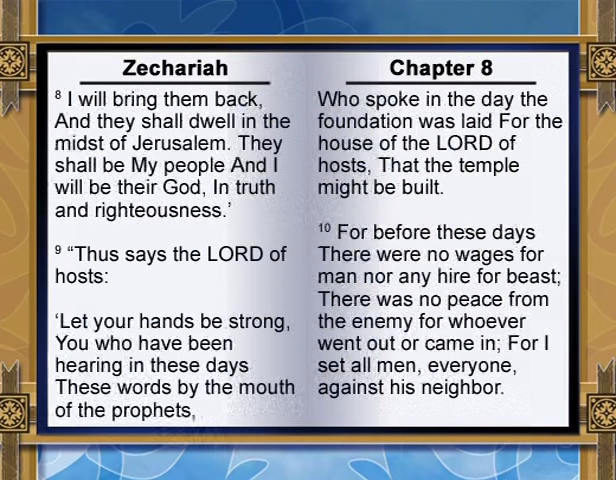 Zechariah
⁸ I will bring them back,
And they shall dwell in the
midst of Jerusalem. They
shall be My people And I
will be their God, In truth
and righteousness.’
⁹ “Thus says the LORD of
hosts:
‘Let your hands be strong,
You who have been
hearing in these days
These words by the mouth
of the prophets,
Chapter 8
Who spoke in the day the
foundation was laid For the
house of the LORD of
hosts, That the temple
might be built.
¹⁰ For before these days
There were no wages for
man nor any hire for beast;
There was no peace from
the enemy for whoever
went out or came in; For I
set all men, everyone,
against his neighbor.